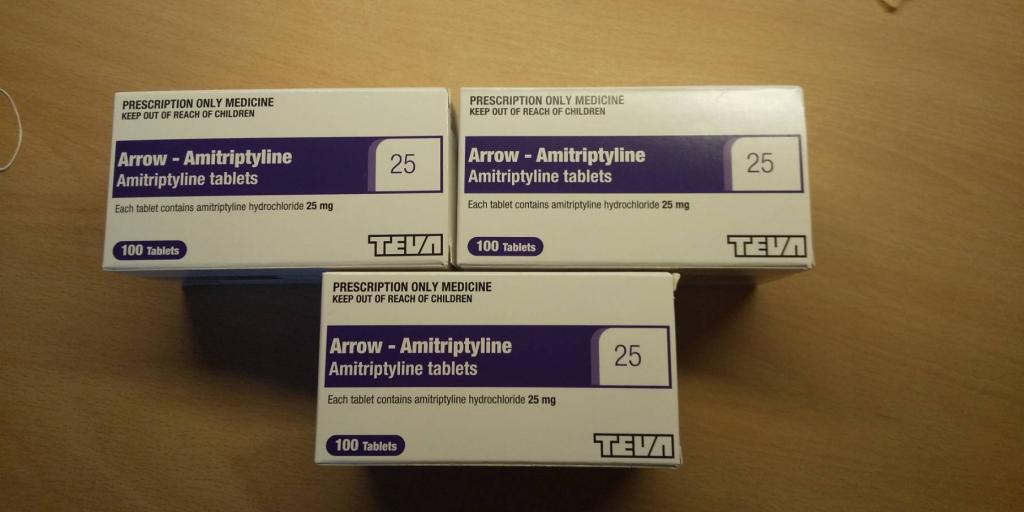 PRESCRIPTION ONLY MEDICINE
KEEP OUT OF REACH OF CHILDREN
Arrow - Amitriptyline
Amitriptyline tablets
25
Each tablet contains amitriptyline hydrochloride 25 mg
100 Tablets
TEVA
PRESCRIPTION ONLY MEDICINE
KEEP OUT OF REACH OF CHILDREN
Arrow - Amitriptyline
Amitriptyline tablets
25
Each tablet contains amitriptyline hydrochloride 25 mg
100 Tablets
TEVA
PRESCRIPTION ONLY MEDICINE
KEEP OUT OF REACH OF CHILDREN
Arrow - Amitriptyline
Amitriptyline tablets
25
Each tablet contains amitriptyline hydrochloride 25 mg
100 Tablets
TEVA